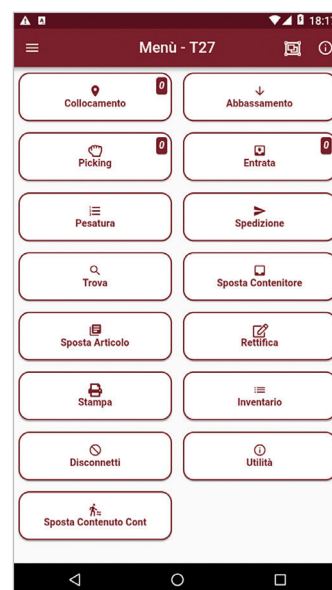 18:17
Menù - T27
0
Collocamento
Abbassamento
0
Picking
0
Entrata
Pesatura
Spedizione
Trova
Sposta Contenitore
Sposta Articolo
Rettifica
Stampa
Inventario
Disconnetti
Utilità
Sposta Contenuto Cont